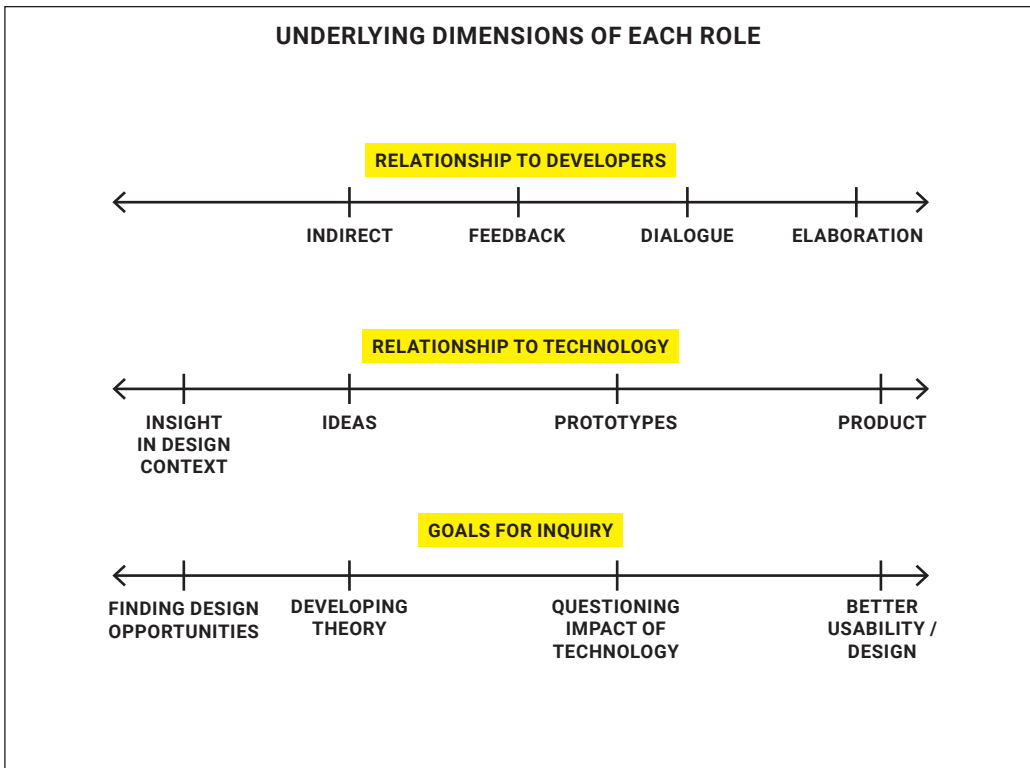 UNDERLYING DIMENSIONS OF EACH ROLE
RELATIONSHIP TO DEVELOPERS
INDIRECT
FEEDBACK
DIALOGUE
ELABORATION
RELATIONSHIP TO TECHNOLOGY
INSIGHT
IN DESIGN
CONTEXT
IDEAS
PROTOTYPES
PRODUCT
GOALS FOR INQUIRY
FINDING DESIGN
OPPORTUNITIES
DEVELOPING
THEORY
QUESTIONING
IMPACT OF
TECHNOLOGY
BETTER
USABILITY /
DESIGN